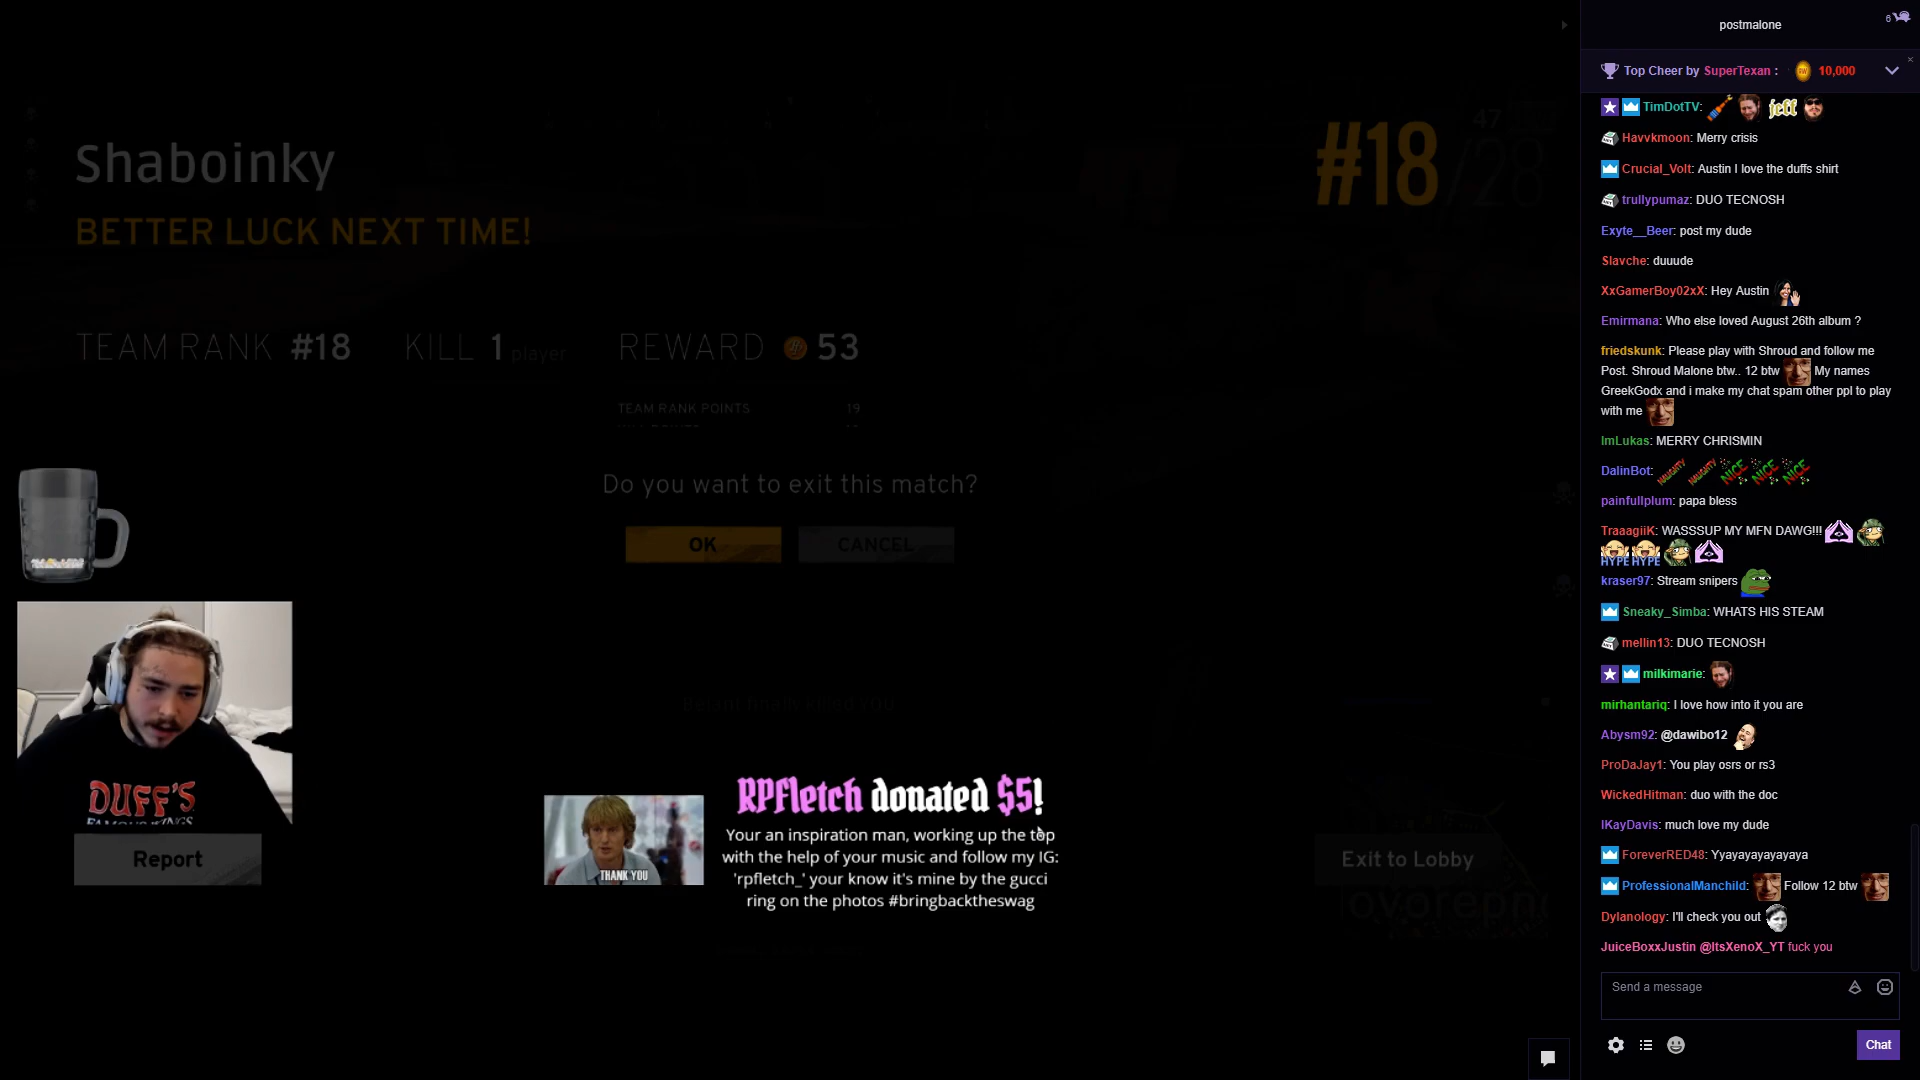 postmalone
6
Top Cheer by SuperTexan : 10,000
TimDotTV: jeff
Havvkmoon: Merry crisis
Crucial_Volt: Austin I love the duffs shirt
trullypumaz: DUO TECNOSH
Exyte__Beer: post my dude
Slavche: duuude
XxGamerBoy02xX: Hey Austin
Emirmana: Who else loved August 26th album ?
friedskunk: Please play with Shroud and follow me
Post. Shroud Malone btw.. 12 btw My names
GreekGodx and i make my chat spam other ppl to play
with me
ImLukas: MERRY CHRISMIN
DalinBot: NAUGHTY NAUGHTY NICE NICE NICE
painfullplum: papa bless
TraaagiiK: WASSSUP MY MFN DAWG!!!
HYPE HYPE
kraser97: Stream snipers
Sneaky_Simba: WHATS HIS STEAM
mellin13: DUO TECNOSH
milkimarie:
mirhantariq: I love how into it you are
Abysm92: @dawibo12
ProDaJay1: You play osrs or rs3
WickedHitman: duo with the doc
IKayDavis: much love my dude
ForeverRED48: Yyayayayayayaya
ProfessionalManchild: Follow 12 btw
Dylanology: I'll check you out
JuiceBoxxJustin @ItsXenoX_YT fuck you
Send a message
Chat
Shaboinky
BETTER LUCK NEXT TIME!
#18/28
47
TEAM RANK #18 KILL 1 player REWARD 53
TEAM RANK POINTS 19
Do you want to exit this match?
OK CANCEL
DUFF'S
Report
THANK YOU
RPFletch donated $5!
Your an inspiration man, working up the top
with the help of your music and follow my IG:
'rpfletch_' your know it's mine by the gucci
ring on the photos #bringbacktheswag
Exit to Lobby